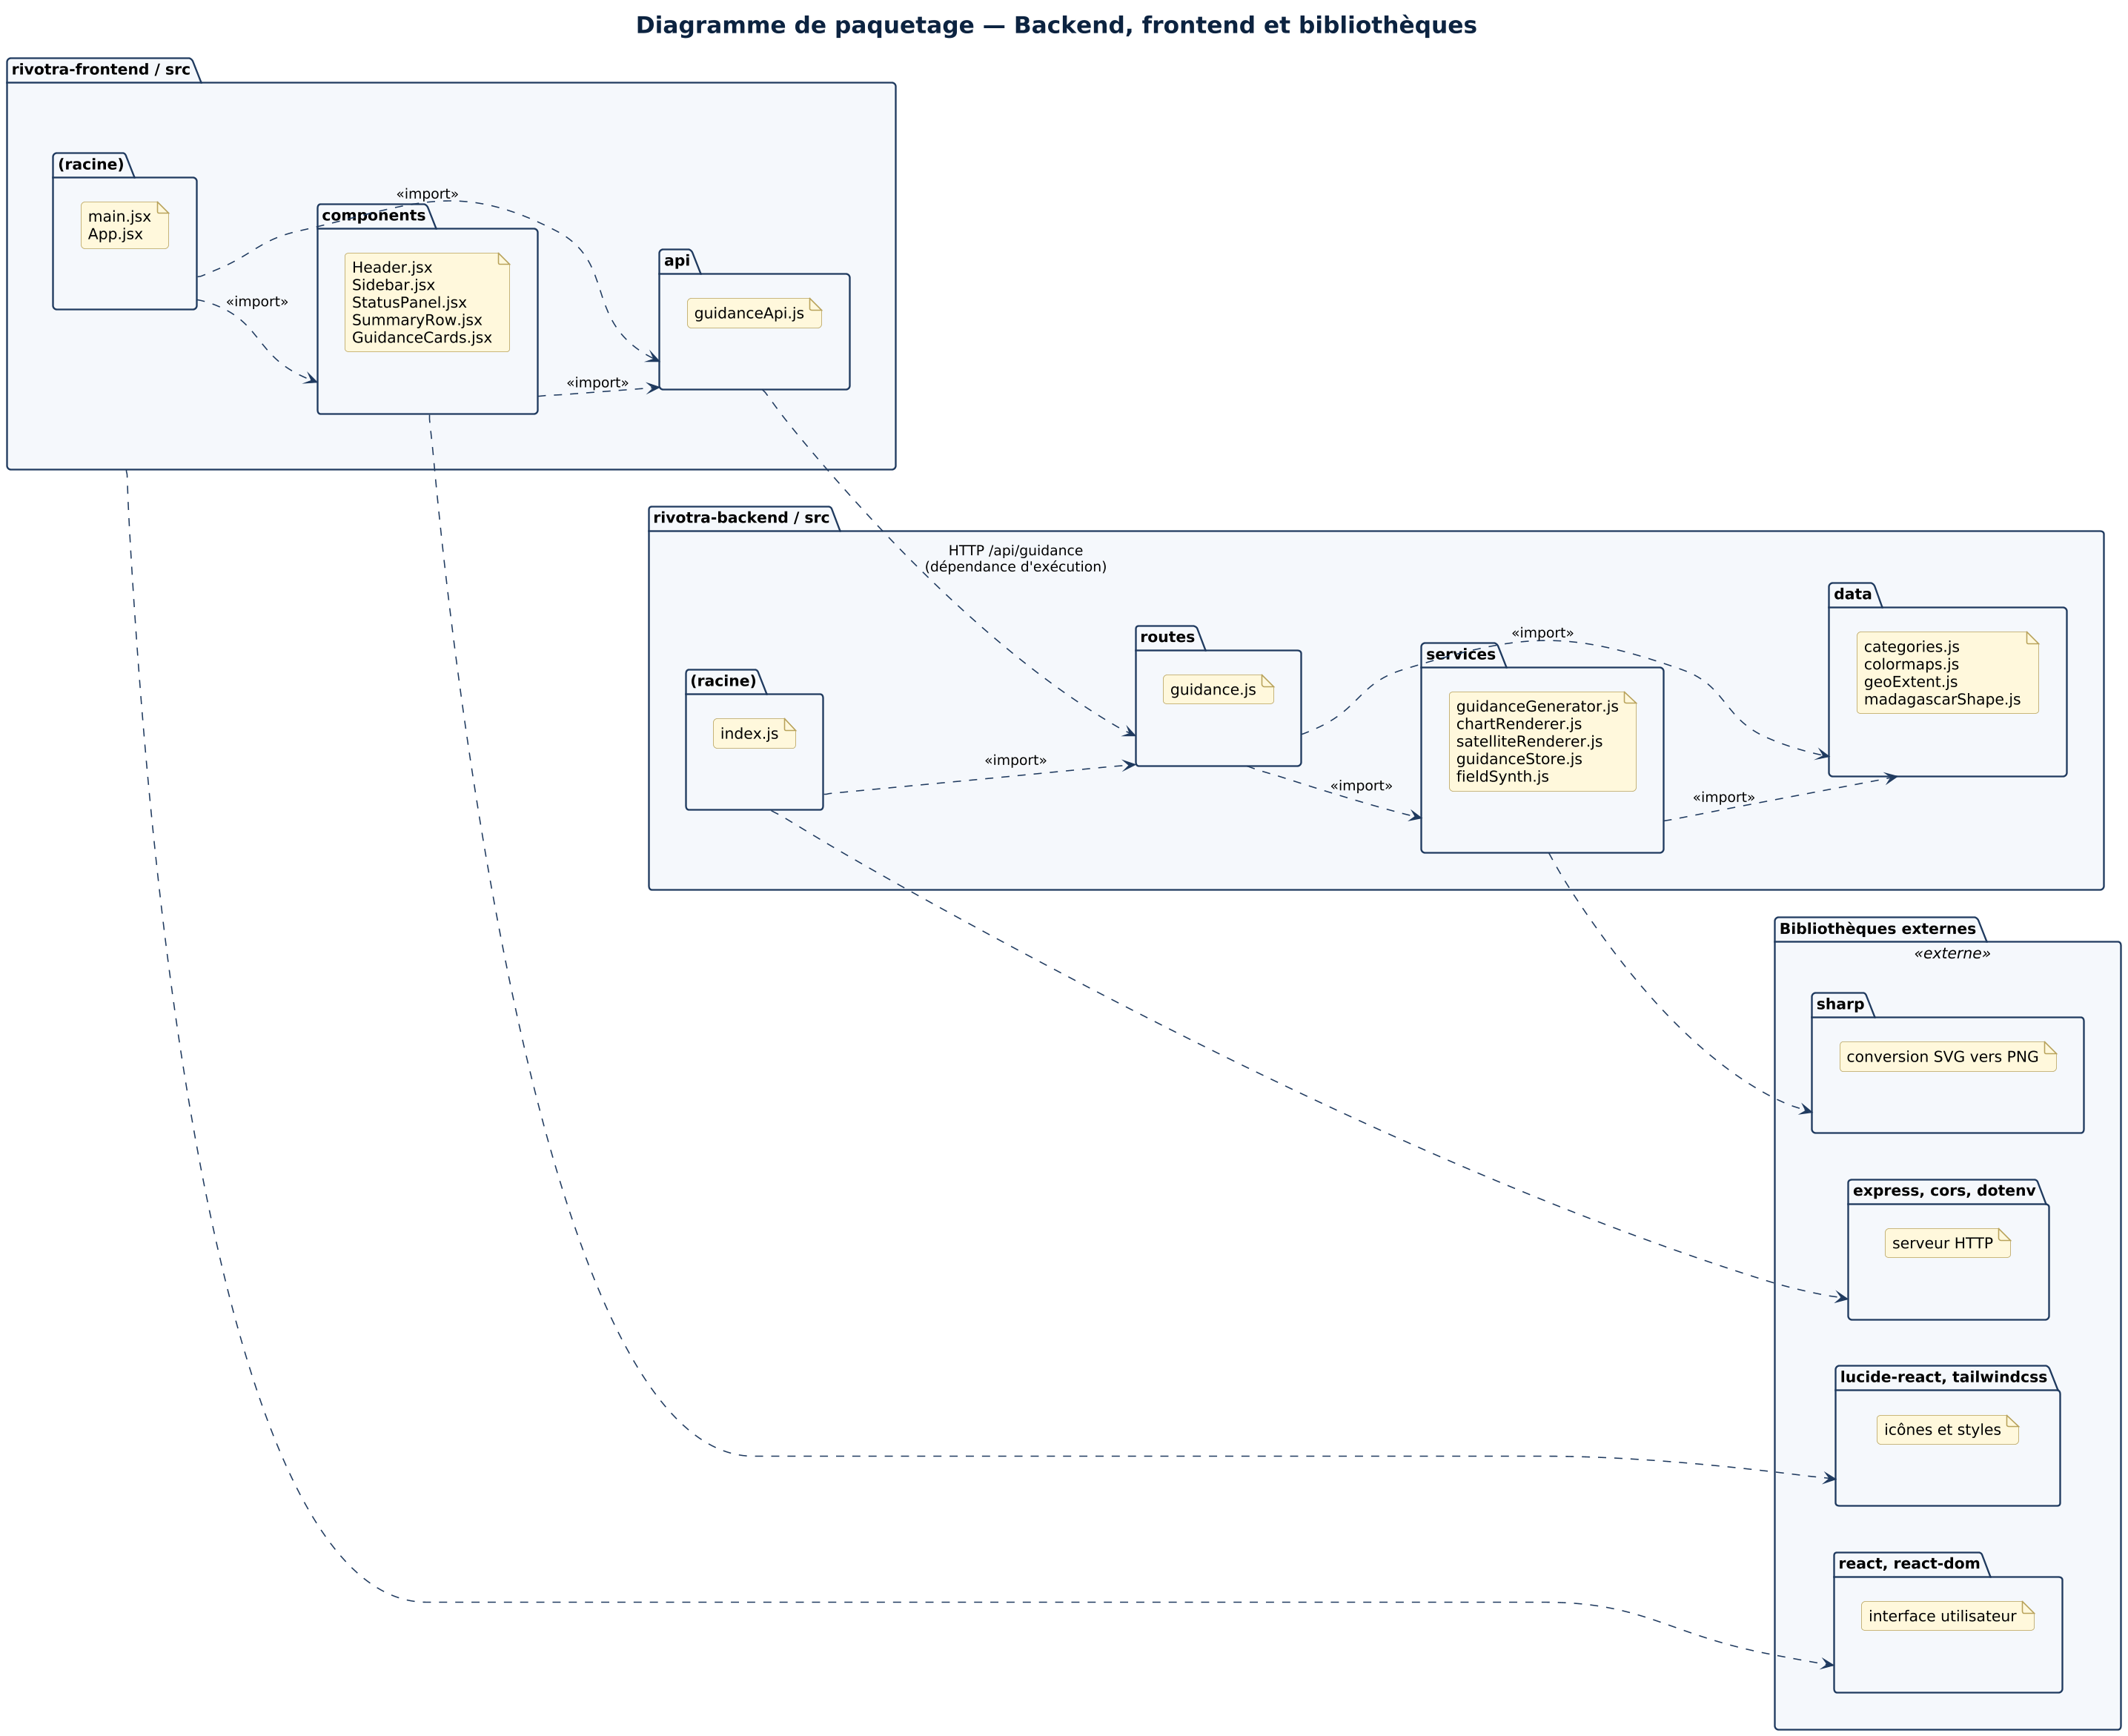 Diagramme de paquetage — Backend, frontend et bibliothèques
rivotra-frontend / src
(racine)
main.jsx
App.jsx
«import»
«import»
components
Header.jsx
Sidebar.jsx
StatusPanel.jsx
SummaryRow.jsx
GuidanceCards.jsx
«import»
api
guidanceApi.js
rivotra-backend / src
HTTP /api/guidance
(dépendance d'exécution)
(racine)
index.js
«import»
routes
guidance.js
«import»
«import»
services
guidanceGenerator.js
chartRenderer.js
satelliteRenderer.js
guidanceStore.js
fieldSynth.js
«import»
data
categories.js
colormaps.js
geoExtent.js
madagascarShape.js
Bibliothèques externes
«externe»
sharp
conversion SVG vers PNG
express, cors, dotenv
serveur HTTP
lucide-react, tailwindcss
icônes et styles
react, react-dom
interface utilisateur